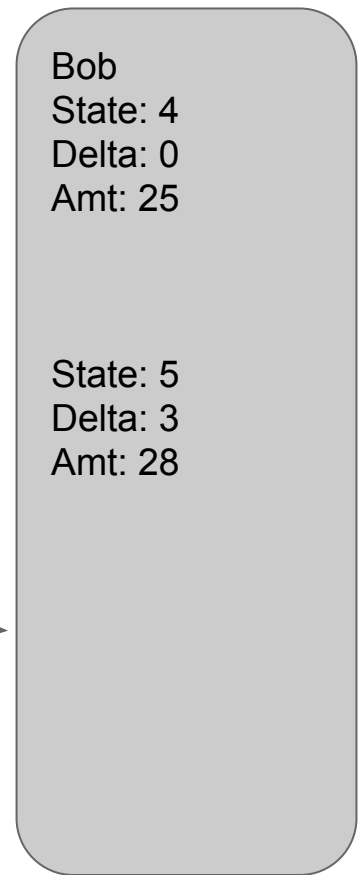 Bob
State: 4
Delta: 0
Amt: 25
State: 5
Delta: 3
Amt: 28